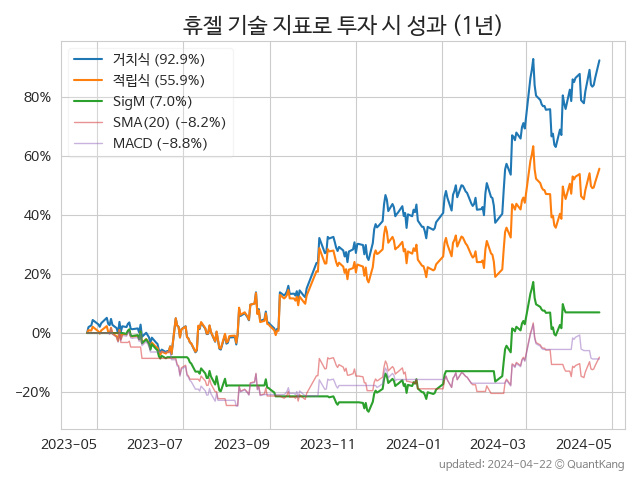 휴젤 기술 지표로 투자 시 성과 (1년)
거치식 (92.9%)
적립식 (55.9%)
SigM (7.0%)
SMA(20) (−8.2%)
MACD (−8.8%)
80%
60%
40%
20%
0%
−20%
2023-05 2023-07 2023-09 2023-11 2024-01 2024-03 2024-05
updated: 2024-04-22 © QuantKang